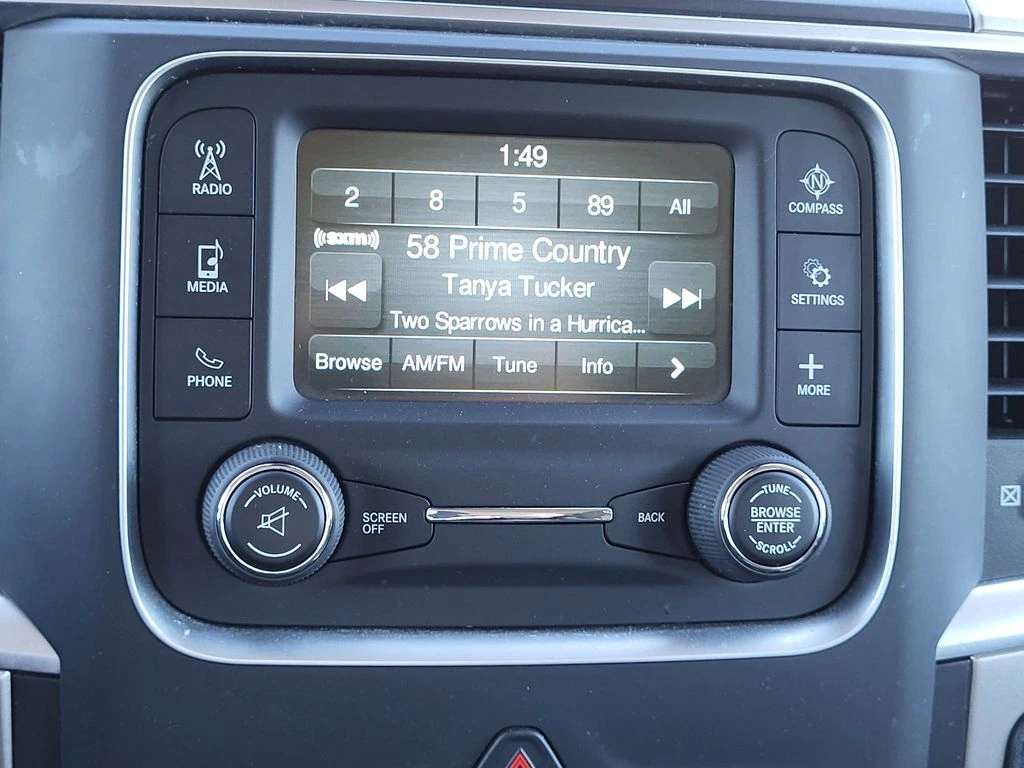 RADIO
MEDIA
PHONE
1:49
2 8 5 89 All
sxm
58 Prime Country
Tanya Tucker
Two Sparrows in a Hurrica...
Browse AM/FM Tune Info
N
COMPASS
SETTINGS
MORE
VOLUME
SCREEN
OFF
BACK
TUNE
BROWSE
ENTER
SCROLL